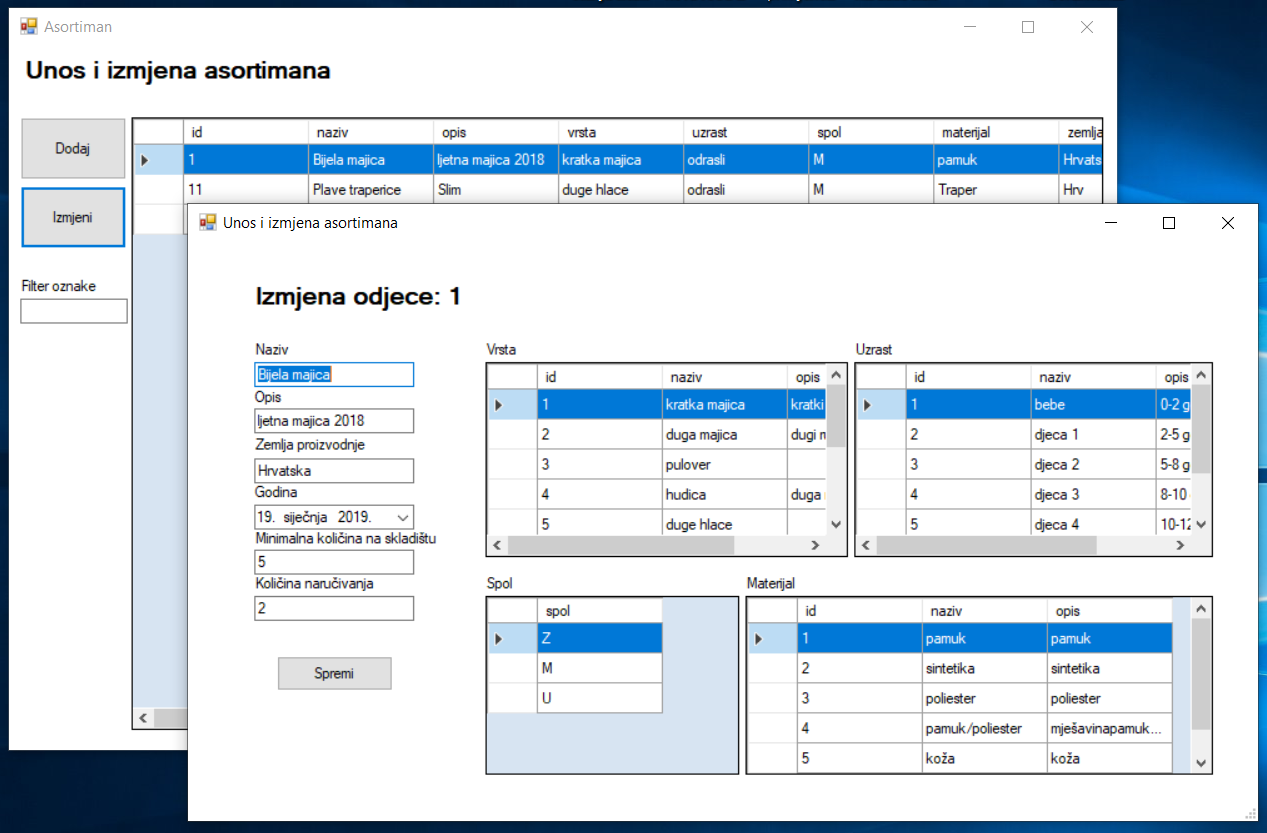 Asortiman
Unos i izmjena asortimana
Dodaj
Izmjeni
Filter oznake
id naziv opis vrsta uzrast spol materijal zemlja
1 Bijela majica ljetna majica 2018 kratka majica odrasli M pamuk Hrvats
11 Plave traperice Slim duge hlace odrasli M Traper Hrv
Unos i izmjena asortimana
Izmjena odjece: 1
Naziv
Bijela majica
Opis
ljetna majica 2018
Zemlja proizvodnje
Hrvatska
Godina
19. siječnja 2019.
Minimalna količina na skladištu
5
Količina naručivanja
2
Spremi
Vrsta
id naziv opis
1 kratka majica kratki
2 duga majica dugi n
3 pulover
4 hudica duga
5 duge hlace
Uzrast
id naziv opis
1 bebe 0-2 g
2 djeca 1 2-5 g
3 djeca 2 5-8 g
4 djeca 3 8-10
5 djeca 4 10-12
Spol
spol
Z
M
U
Materijal
id naziv opis
1 pamuk pamuk
2 sintetika sintetika
3 poliester poliester
4 pamuk/poliester mješavinapamuk...
5 koža koža